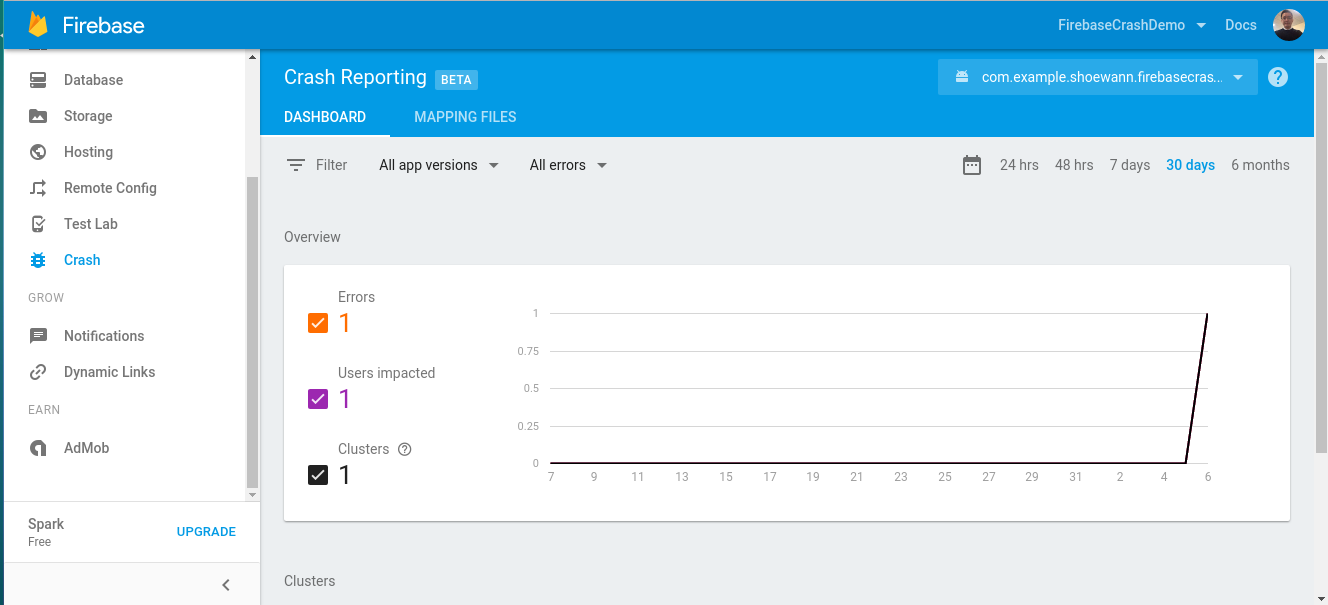 Firebase
FirebaseCrashDemo
Docs
Database
Storage
Hosting
Remote Config
Test Lab
Crash
GROW
Notifications
Dynamic Links
EARN
AdMob
Spark
Free
UPGRADE
Crash Reporting BETA
com.example.shoewann.firebasecras...
?
DASHBOARD MAPPING FILES
Filter All app versions All errors
24 hrs 48 hrs 7 days 30 days 6 months
Overview
Errors
1
Users impacted
1
Clusters ?
1
1
0.75
0.5
0.25
0
7 9 11 13 15 17 19 21 23 25 27 29 31 2 4 6
Clusters